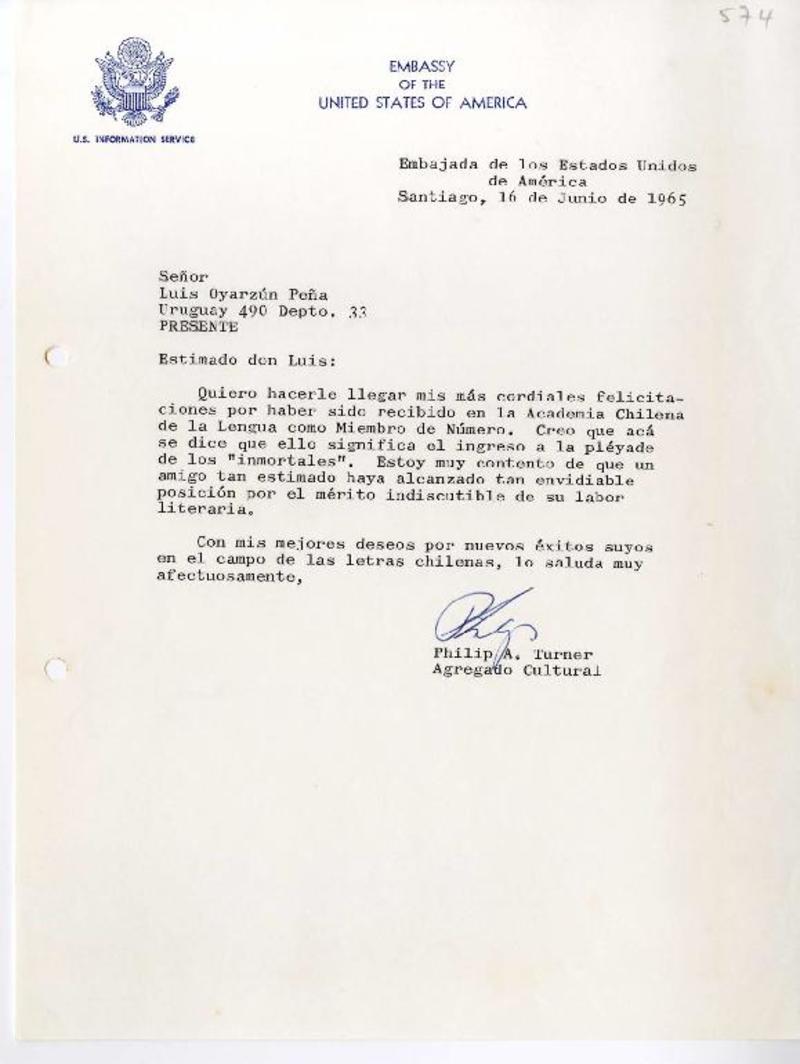 574
EMBASSY
OF THE
UNITED STATES OF AMERICA
U.S. INFORMATION SERVICE
Embajada de los Estados Unidos
de América
Santiago, 16 de Junio de 1965
Señor
Luis Oyarzún Peña
Uruguay 490 Depto. 33
PRESENTE
Estimado don Luis:
Quiero hacerle llegar mis más cordiales felicita-
ciones por haber sido recibido en la Academia Chilena
de la Lengua como Miembro de Número. Creo que acá
se dice que ello significa el ingreso a la pléyade
de los "inmortales". Estoy muy contento de que un
amigo tan estimado haya alcanzado tan envidiable
posición por el mérito indiscutible de su labor
literaria.
Con mis mejores deseos por nuevos éxitos suyos
en el campo de las letras chilenas, lo saluda muy
afectuosamente,
Philip A. Turner
Agregado Cultural